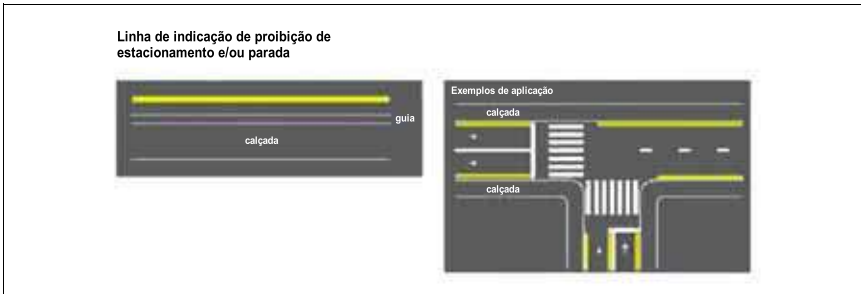 Linha de indicação de proibição de
estacionamento e/ou parada
guia
calçada
Exemplos de aplicação
calçada
calçada